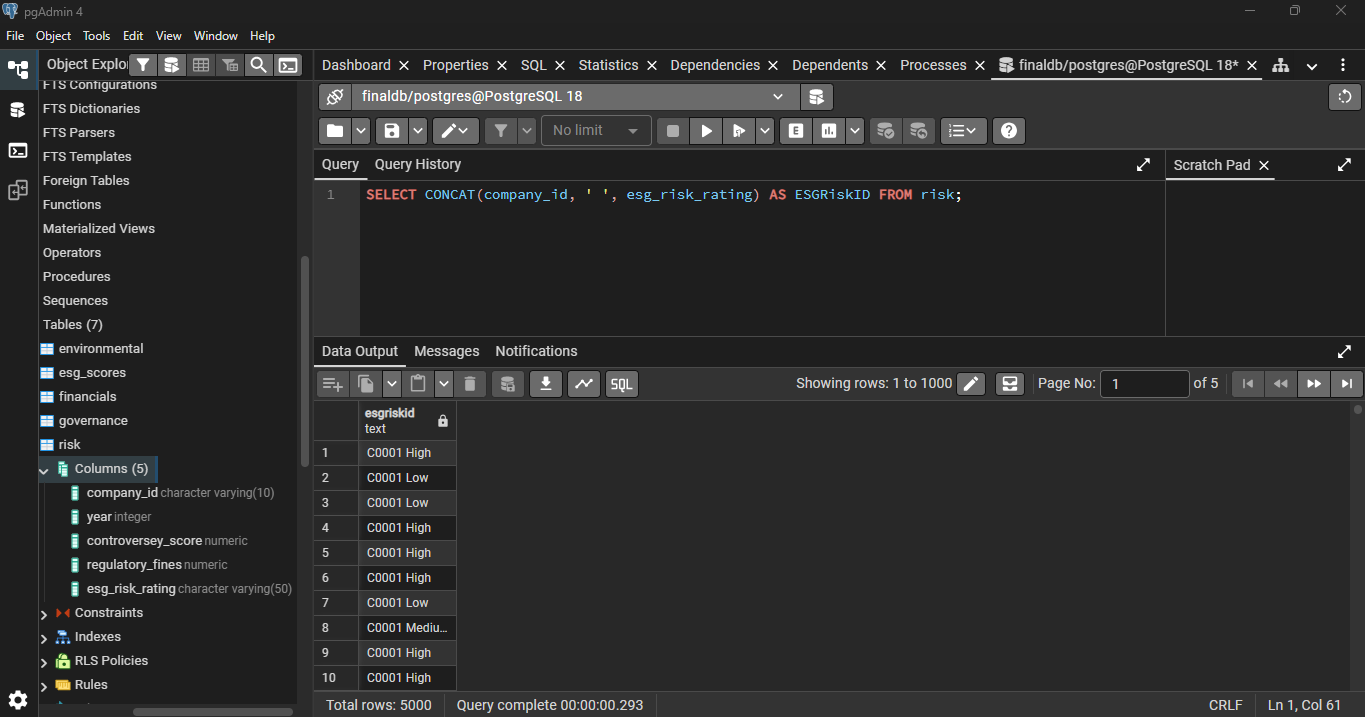 pgAdmin 4
File Object Tools Edit View Window Help
Object Explo
FTS Configurations
FTS Dictionaries
FTS Parsers
FTS Templates
Foreign Tables
Functions
Materialized Views
Operators
Procedures
Sequences
Tables (7)
environmental
esg_scores
financials
governance
risk
Columns (5)
company_id character varying(10)
year integer
controversey_score numeric
regulatory_fines numeric
esg_risk_rating character varying(50)
Constraints
Indexes
RLS Policies
Rules
Dashboard Properties SQL Statistics Dependencies Dependents Processes finaldb/postgres@PostgreSQL 18*
finaldb/postgres@PostgreSQL 18
No limit
E
Query Query History
Scratch Pad
1 SELECT CONCAT(company_id, ' ', esg_risk_rating) AS ESGRiskID FROM risk;
Data Output Messages Notifications
SQL
Showing rows: 1 to 1000
Page No: 1 of 5
esgriskid
text
1 C0001 High
2 C0001 Low
3 C0001 Low
4 C0001 High
5 C0001 High
6 C0001 High
7 C0001 Low
8 C0001 Mediu...
9 C0001 High
10 C0001 High
Total rows: 5000 Query complete 00:00:00.293 CRLF Ln 1, Col 61